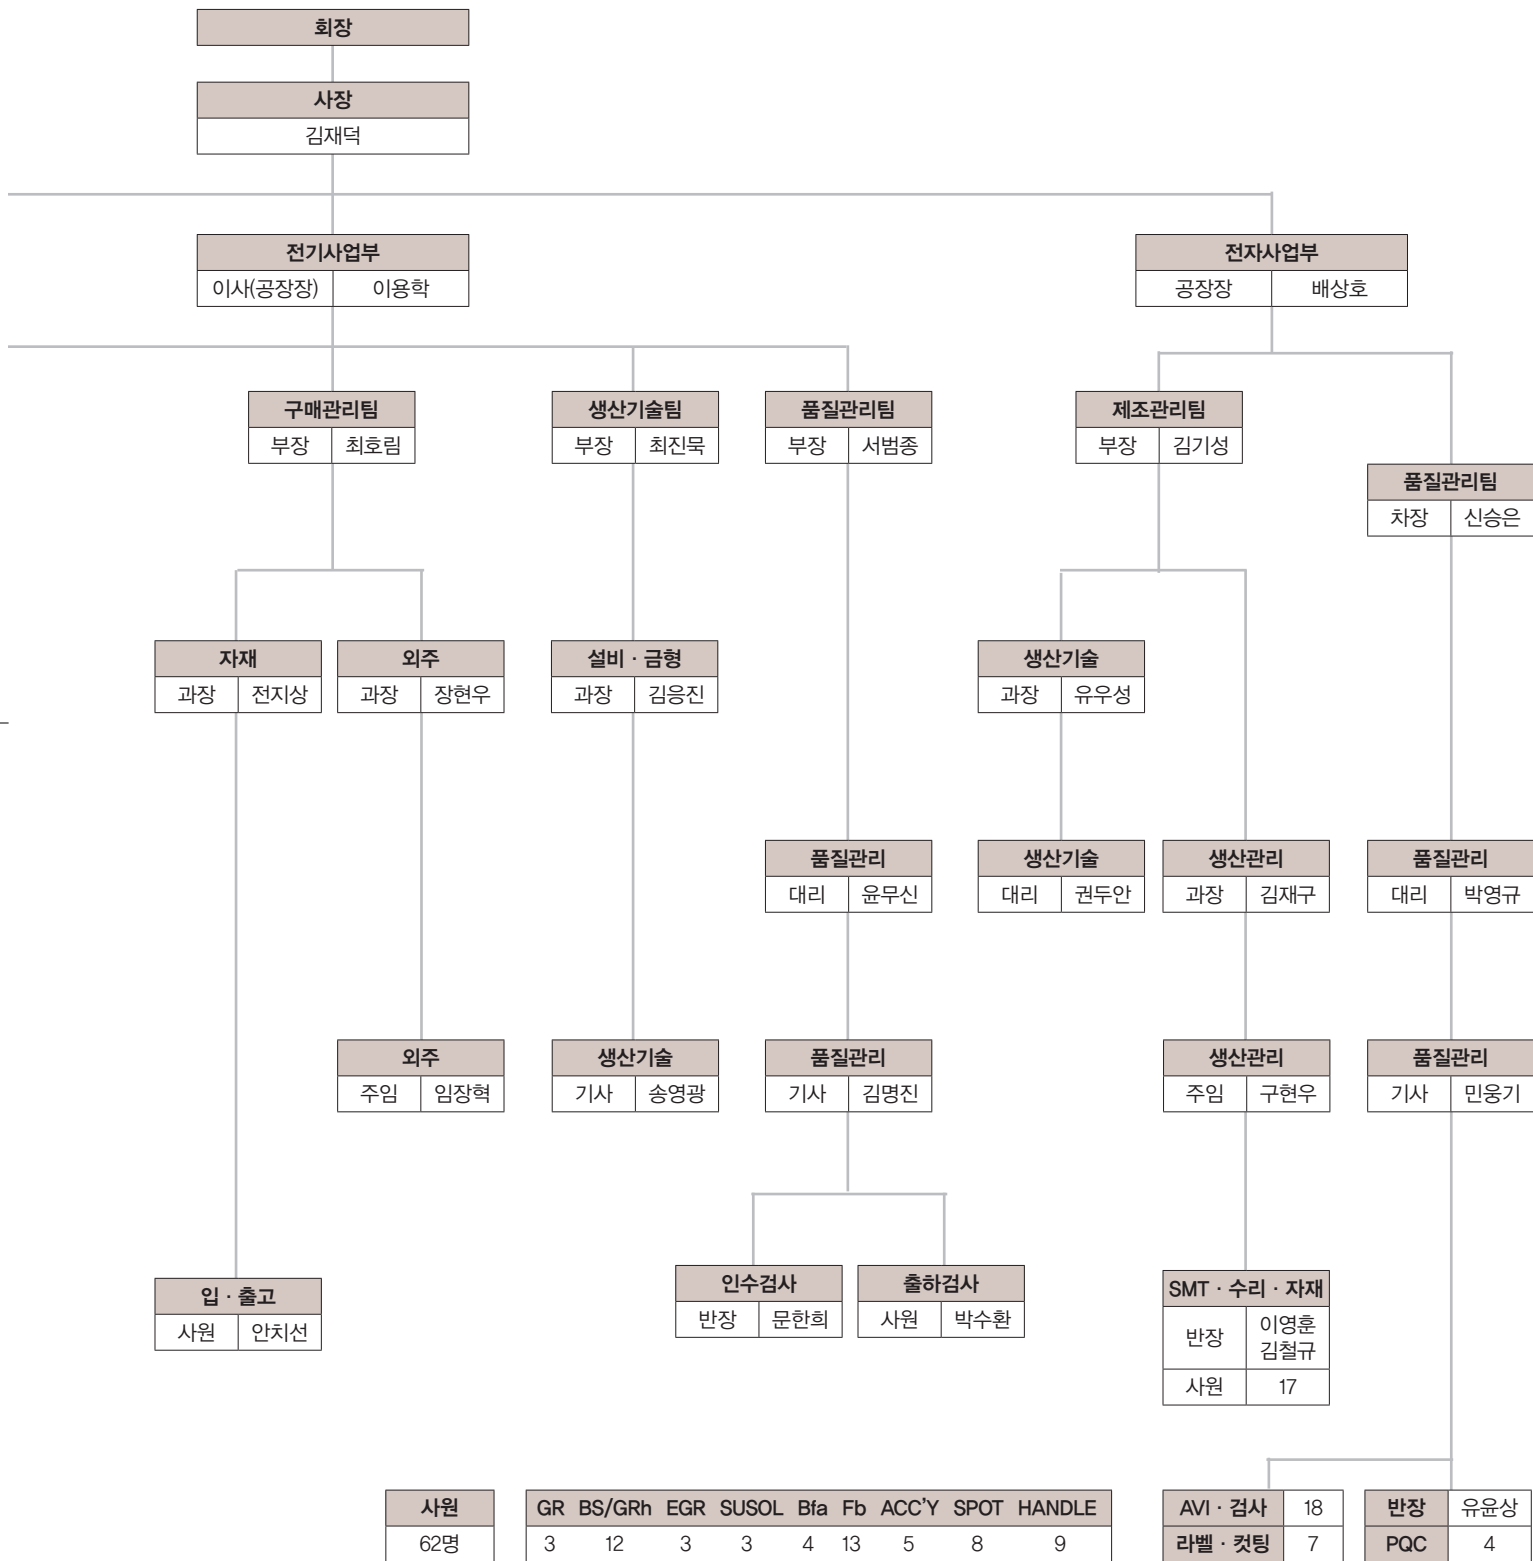 회장
사장
김재덕
전기사업부
이사(공장장) 이용학
전자사업부
공장장 배상호
구매관리팀
부장 최호림
생산기술팀
부장 최진묵
품질관리팀
부장 서범종
제조관리팀
부장 김기성
품질관리팀
차장 신승은
자재
과장 전지상
외주
과장 장현우
설비 · 금형
과장 김응진
생산기술
과장 유우성
품질관리
대리 윤무신
생산기술
대리 권두안
생산관리
과장 김재구
품질관리
대리 박영규
외주
주임 임장혁
생산기술
기사 송영광
품질관리
기사 김명진
생산관리
주임 구현우
품질관리
기사 민웅기
입 · 출고
사원 안치선
인수검사
반장 문한희
출하검사
사원 박수환
SMT · 수리 · 자재
반장 이영훈
김철규
사원 17
사원
62명
GR BS/GRh EGR SUSOL Bfa Fb ACC’Y SPOT HANDLE
3 12 3 3 4 13 5 8 9
AVI · 검사 18
라벨 · 컷팅 7
반장 유윤상
PQC 4